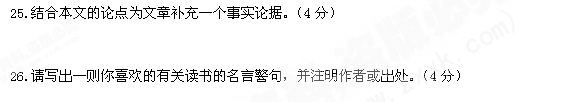 25.结合本文的论点为文章补充一个事实论据。(4分)
26.请写出一则你喜欢的有关读书的名言警句，并注明作者或出处。(4分)